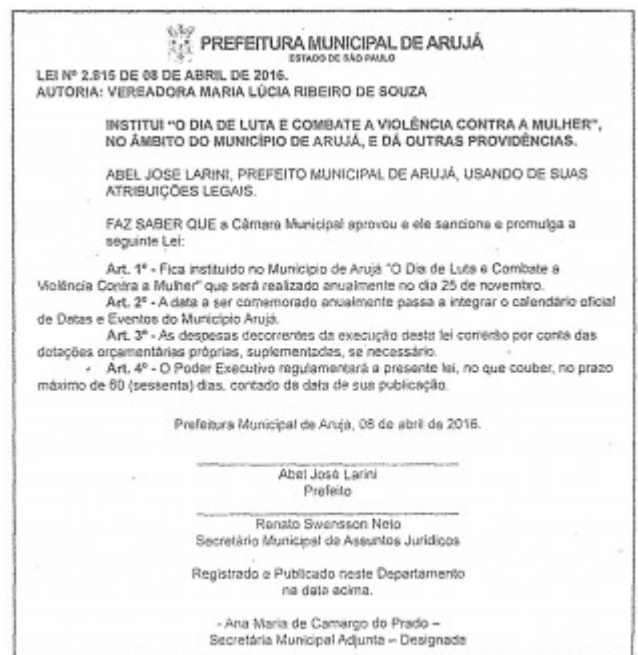 PREFEITURA MUNICIPAL DE ARUJÁ
ESTADO DE SÃO PAULO
LEI Nº 2.815 DE 08 DE ABRIL DE 2016.
AUTORIA: VEREADORA MARIA LÚCIA RIBEIRO DE SOUZA
INSTITUI "O DIA DE LUTA E COMBATE A VIOLÊNCIA CONTRA A MULHER",
NO ÂMBITO DO MUNICÍPIO DE ARUJÁ, E DÁ OUTRAS PROVIDÊNCIAS.
ABEL JOSE LARINI, PREFEITO MUNICIPAL DE ARUJÁ, USANDO DE SUAS
ATRIBUIÇÕES LEGAIS.
FAZ SABER QUE a Câmara Municipal aprovou e ele sanciona e promulga a
seguinte Lei:
Art. 1º - Fica instituido no Município de Arujá "O Dia de Luta e Combate a
Violência Contra a Mulher" que será realizado anualmente no dia 25 de novembro.
Art. 2º - A data a ser comemorado anualmente passa a integrar o calendário oficial
de Datas e Eventos do Município Arujá.
Art. 3º - As despesas decorrentes da execução desta lei correrão por conta das
dotações orçamentárias próprias, suplementadas, se necessário.
Art. 4º - O Poder Executivo regulamentará a presente lei, no que couber, no prazo
máximo de 60 (sessenta) dias, contado da data de sua publicação.
Prefeitura Municipal de Arujá, 08 de abril de 2016.
Abel José Larini
Prefeito
Renato Swensson Neto
Secretário Municipal de Assuntos Jurídicos
Registrado e Publicado neste Departamento
na data acima.
- Ana Maria de Camargo do Prado –
Secretária Municipal Adjunta – Designada